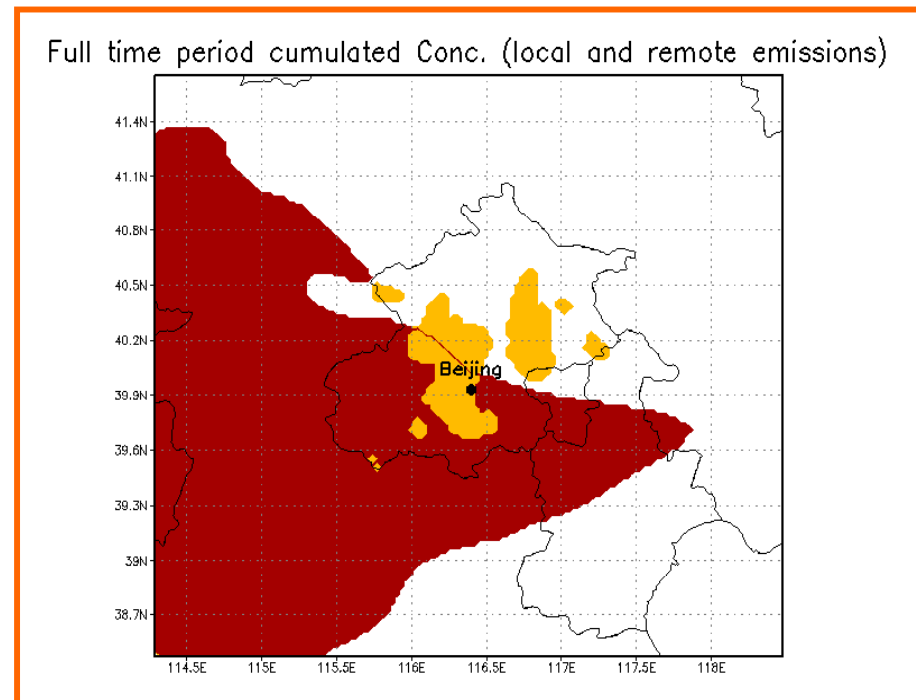 Full time period cumulated Conc. (local and remote emissions)
41.4N
41.1N
40.8N
40.5N
40.2N
Beijing
39.9N
39.6N
39.3N
39N
38.7N
114.5E 115E 115.5E 116E 116.5E 117E 117.5E 118E